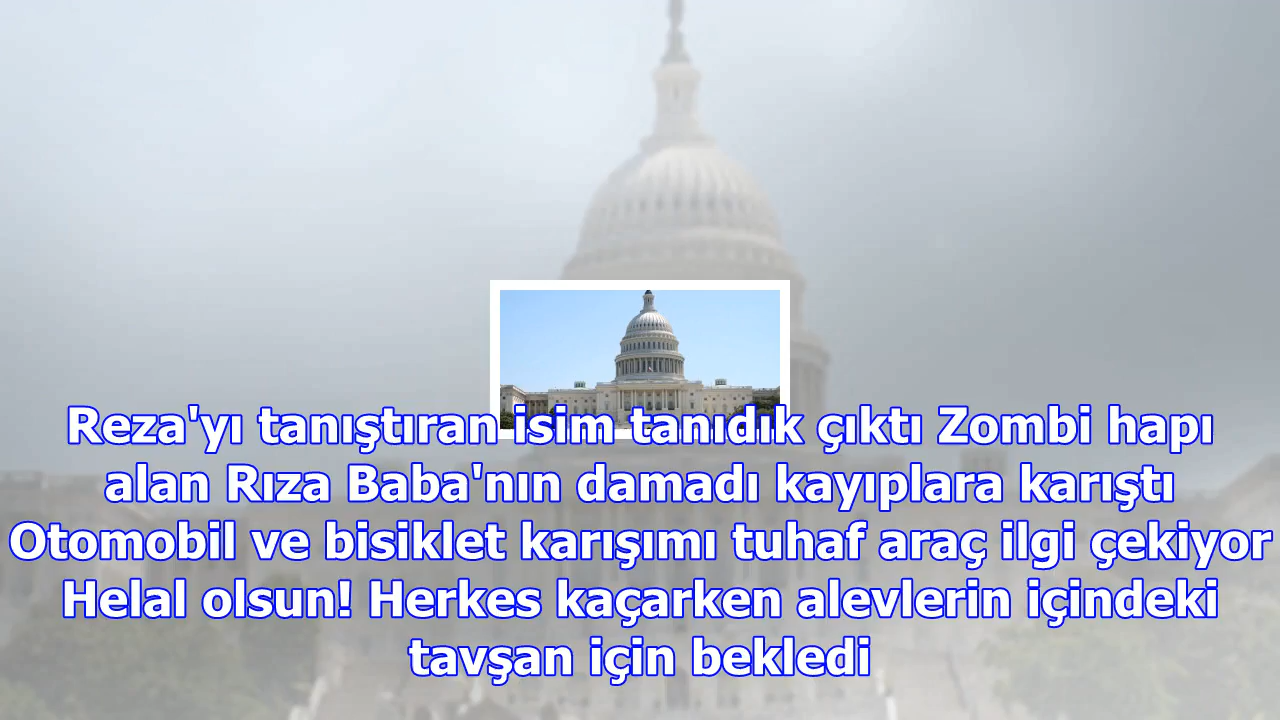 Reza'yı tanıştıran isim tanıdık çıktı Zombi hapı
alan Rıza Baba'nın damadı kayıplara karıştı
Otomobil ve bisiklet karışımı tuhaf araç ilgi çekiyor
Helal olsun! Herkes kaçarken alevlerin içindeki
tavşan için bekledi